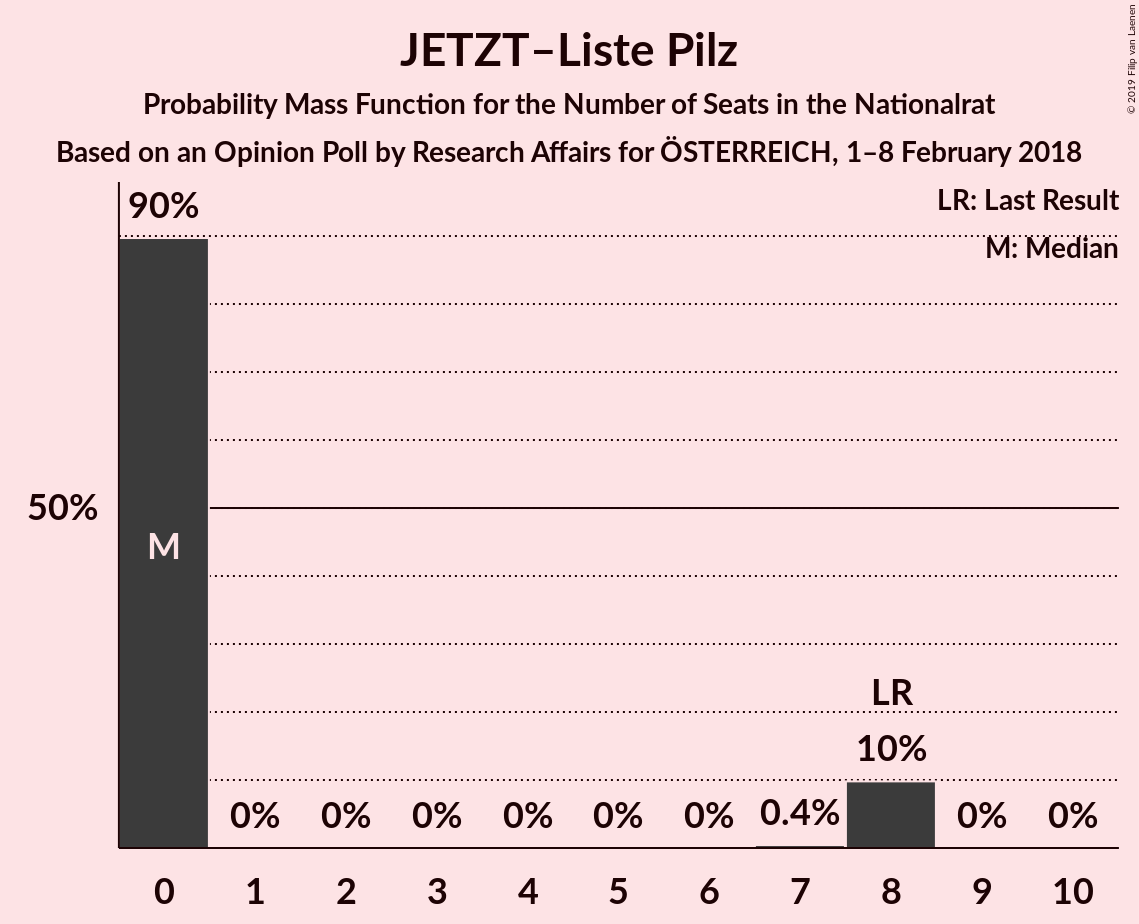 JETZT–Liste Pilz
Probability Mass Function for the Number of Seats in the Nationalrat
Based on an Opinion Poll by Research Affairs for ÖSTERREICH, 1–8 February 2018
© 2019 Filip van Laenen
LR: Last Result
M: Median
90%
50%
M
LR
10%
0% 0% 0% 0% 0% 0% 0.4% 0% 0%
0 1 2 3 4 5 6 7 8 9 10